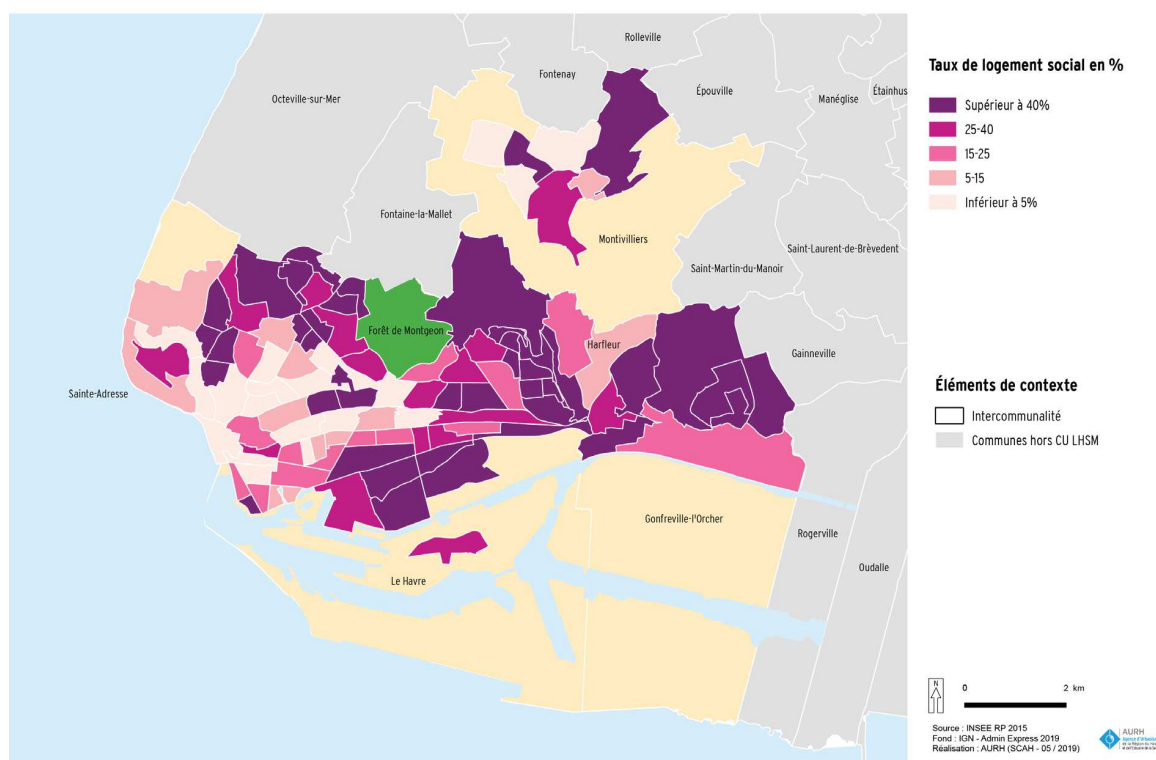 Rolleville
Fontenay
Octeville-sur-Mer
Épouville
Manéglise
Étainhus
Fontaine-la-Mallet
Montivilliers
Saint-Laurent-de-Brèvedent
Saint-Martin-du-Manoir
Forêt de Montgeon
Harfleur
Gainneville
Sainte-Adresse
Gonfreville-l'Orcher
Rogerville
Oudalle
Le Havre
Taux de logement social en %
Supérieur à 40%
25-40
15-25
5-15
Inférieur à 5%
Éléments de contexte
Intercommunalité
Communes hors CU LHSM
N
0 2 km
Source : INSEE RP 2015
Fond : IGN - Admin Express 2019
Réalisation : AURH (SCAH - 05 / 2019)
AURH